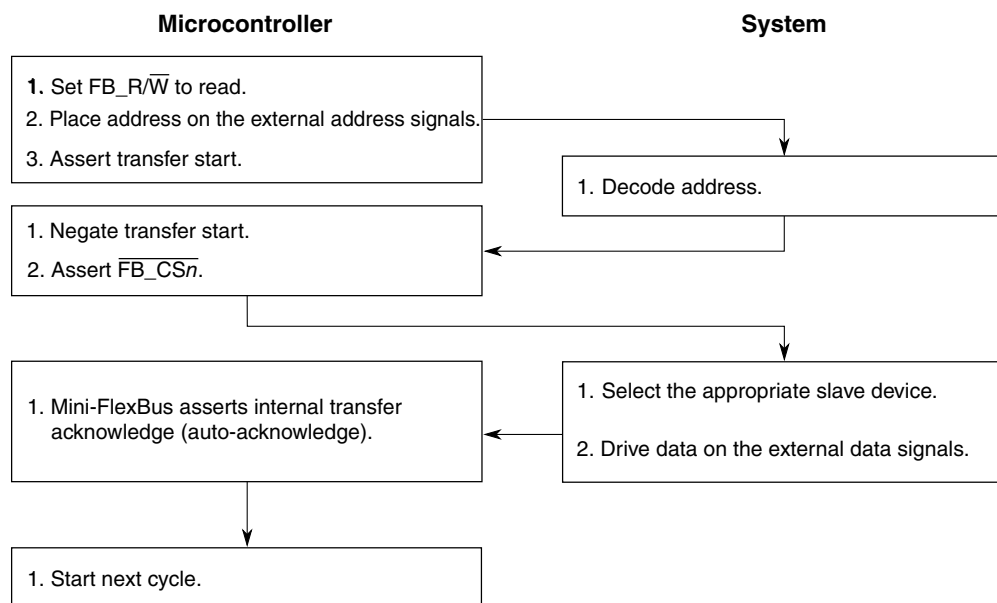 Microcontroller
System
1. Set FB_R/W̅ to read.
2. Place address on the external address signals.
3. Assert transfer start.
1. Decode address.
1. Negate transfer start.
2. Assert F̅B̅_̅C̅S̅n̅.
1. Select the appropriate slave device.
2. Drive data on the external data signals.
1. Mini-FlexBus asserts internal transfer
acknowledge (auto-acknowledge).
1. Start next cycle.